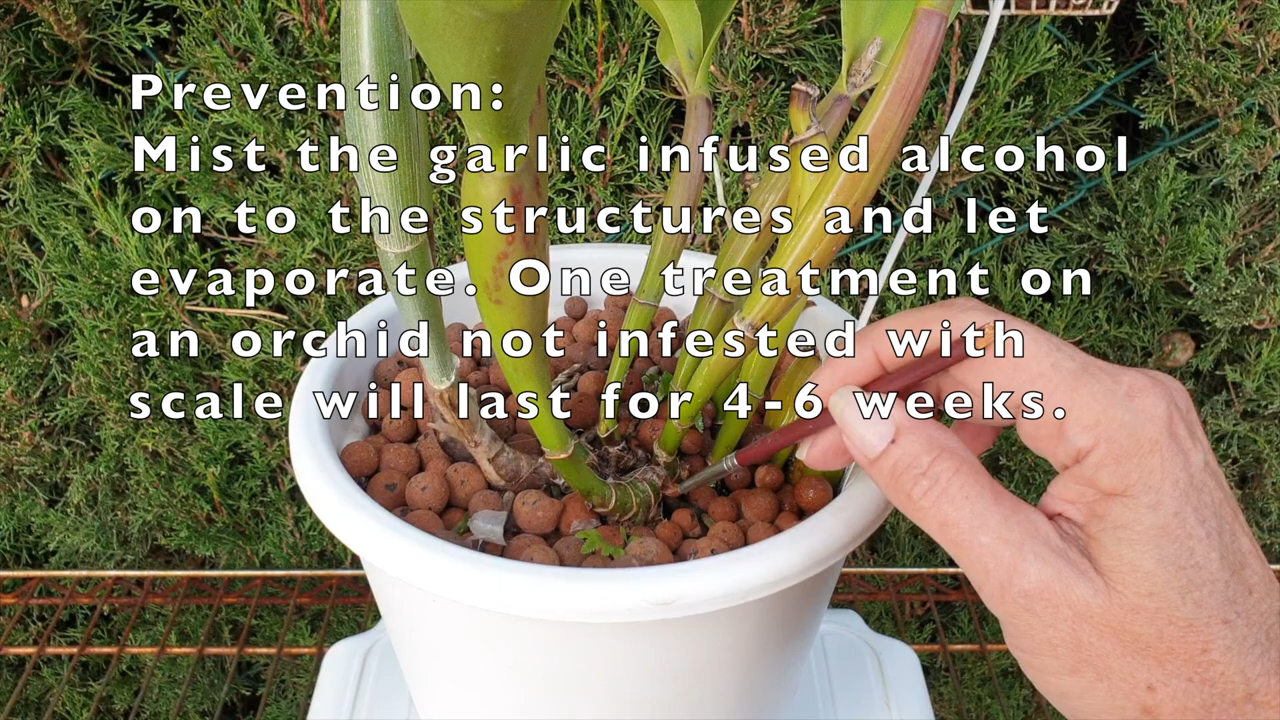 Prevention:
Mist the garlic infused alcohol
on to the structures and let
evaporate. One treatment on
an orchid not infested with
scale will last for 4-6 weeks.